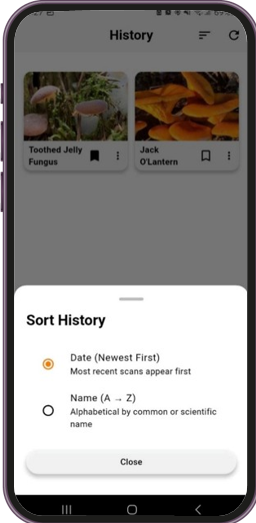 History
Toothed Jelly
Fungus
Jack
O'Lantern
Sort History
Date (Newest First)
Most recent scans appear first
Name (A → Z)
Alphabetical by common or scientific
name
Close